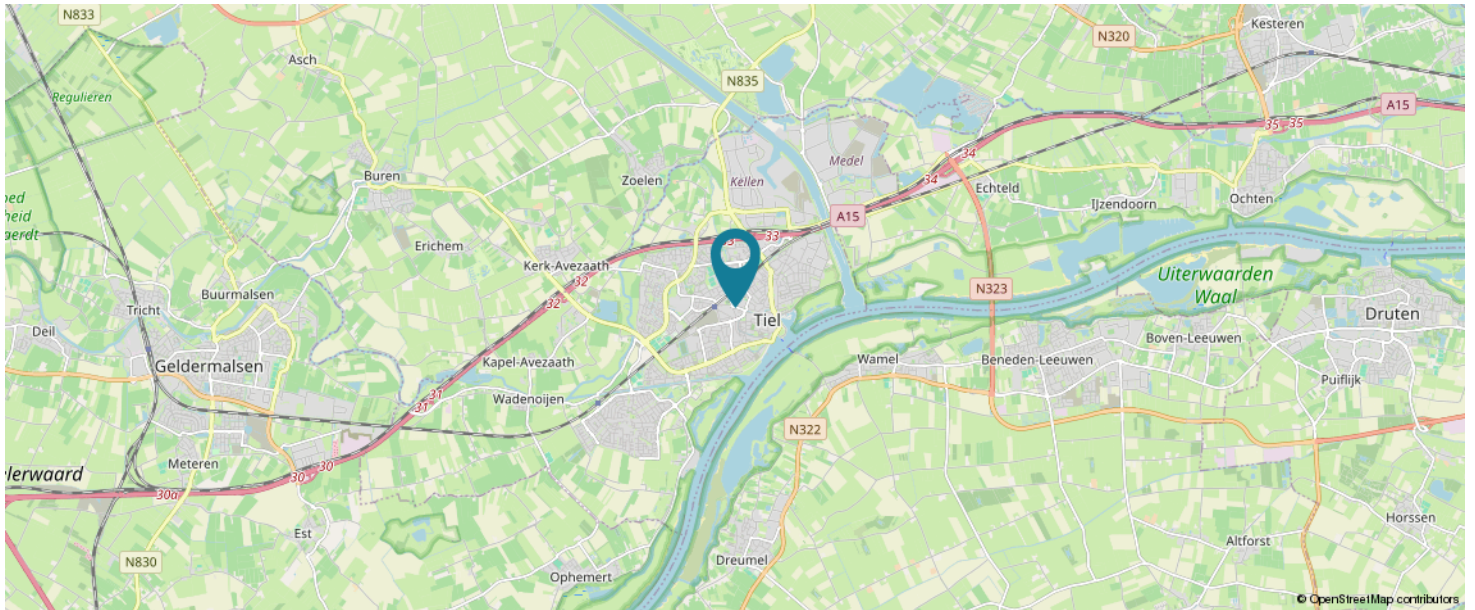 N833
Kesteren
N320
Asch
N835
Regulieren
A15
35
35
34
Medel
Buren
Zoelen
Kellen
34
Echteld
Ochten
IJzendoorn
A15
Erichem
33
33
Kerk-Avezaath
32
Uiterwaarden
Waal
N323
Buurmalsen
32
Tricht
Tiel
Druten
Deil
Boven-Leeuwen
Geldermalsen
Kapel-Avezaath
Wamel
Beneden-Leeuwen
Puiflijk
31
31
Wadenoijen
N322
Meteren
30
lerwaard
30
30a
Horssen
Est
Altforst
N830
Dreumel
Ophemert
© OpenStreetMap contributors